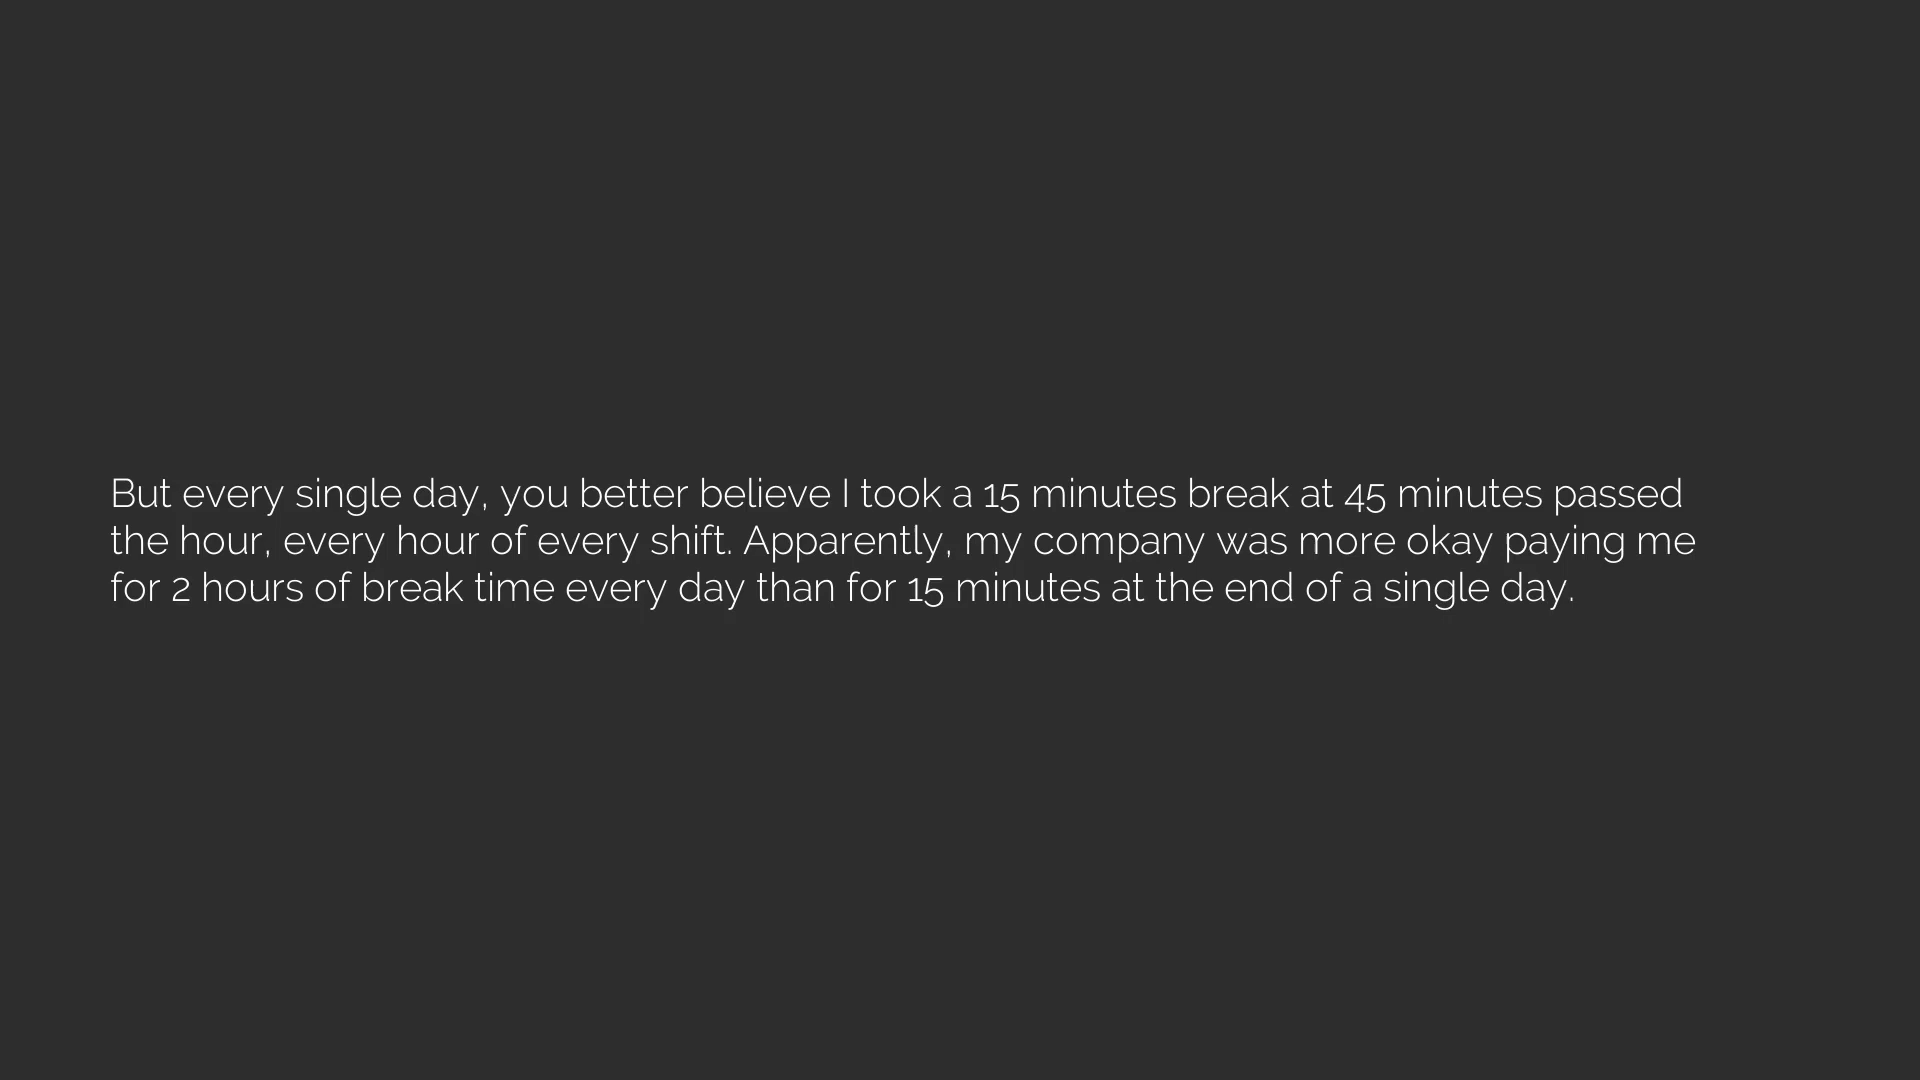 But every single day, you better believe I took a 15 minutes break at 45 minutes passed
the hour, every hour of every shift. Apparently, my company was more okay paying me
for 2 hours of break time every day than for 15 minutes at the end of a single day.